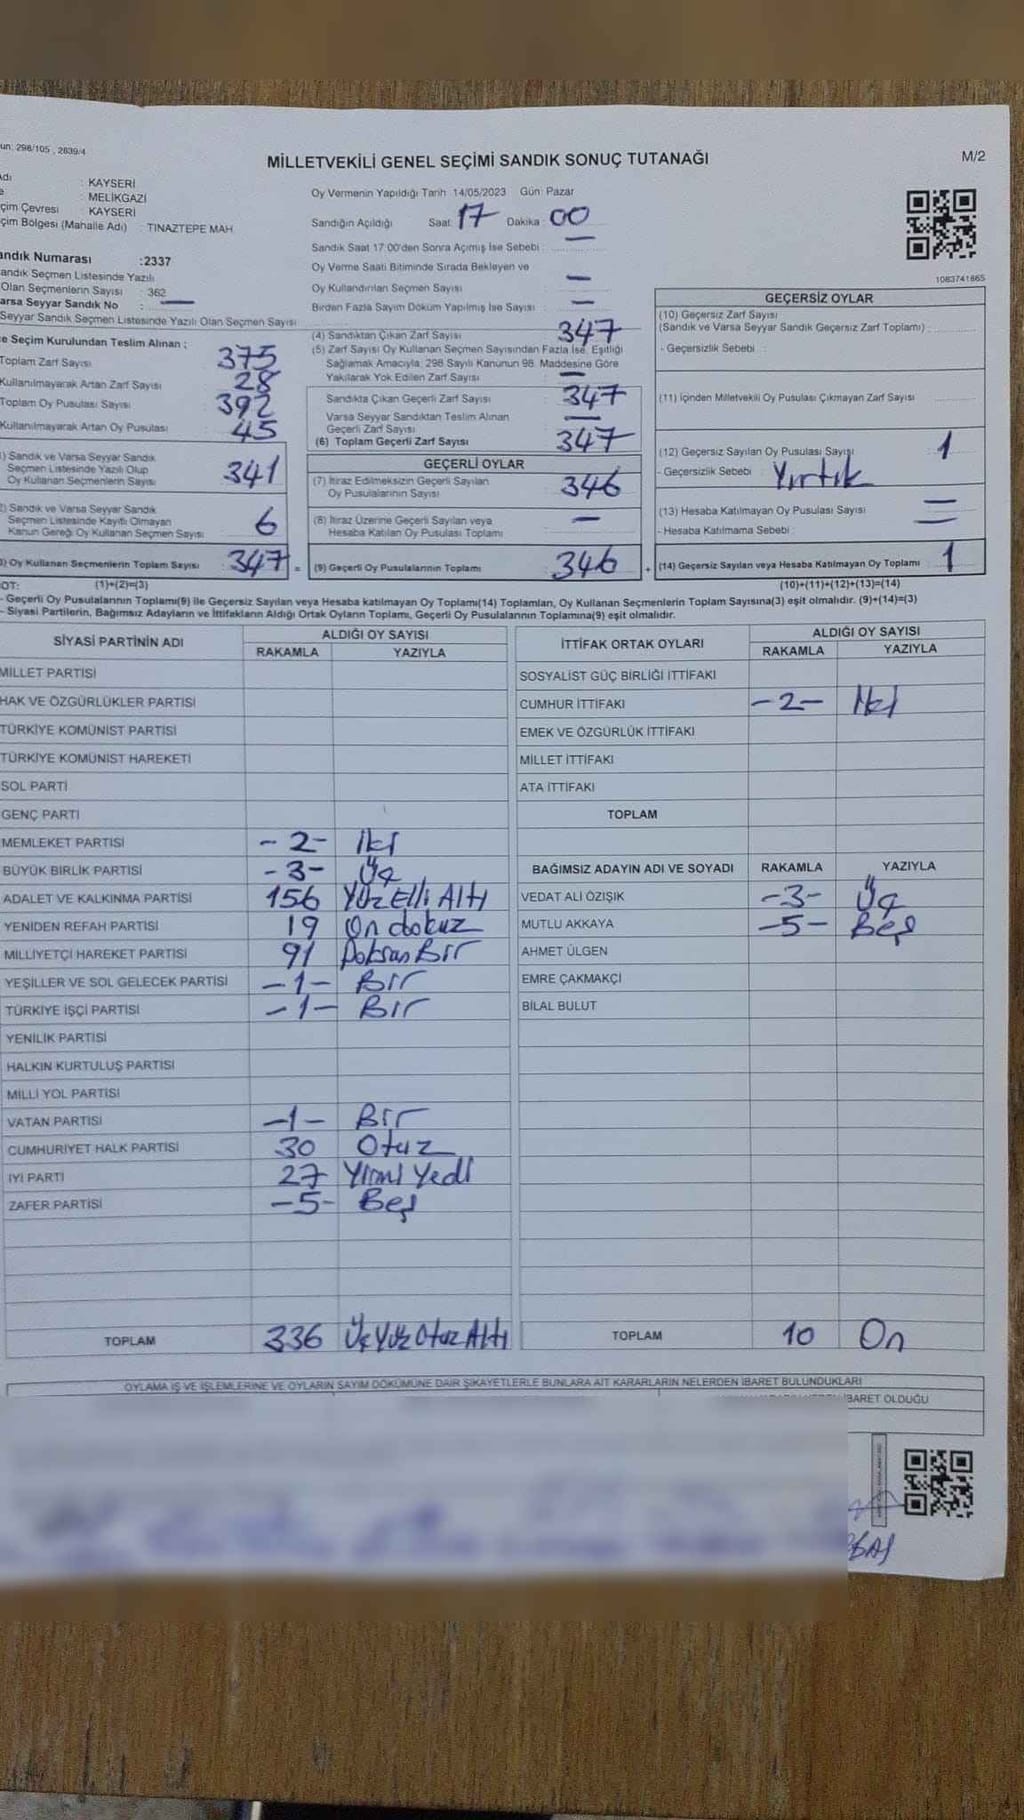 un: 298/105 , 2839/4
MİLLETVEKİLİ GENEL SEÇİMİ SANDIK SONUÇ TUTANAĞI
M/2
Adı : KAYSERİ
e : MELİKGAZİ
çim Çevresi : KAYSERİ
çim Bölgesi (Mahalle Adı) : TINAZTEPE MAH.
Oy Vermenin Yapıldığı Tarih 14/05/2023 Gün: Pazar
Sandığın Açıldığı Saat: 17 Dakika : 00
Sandık Saat 17:00'den Sonra Açılmış İse Sebebi : —
Oy Verme Saati Bitiminde Sırada Bekleyen ve
Oy Kullandırılan Seçmen Sayısı —
Birden Fazla Sayım Döküm Yapılmış İse Sayısı : —
andık Numarası :2337
andık Seçmen Listesinde Yazılı
Olan Seçmenlerin Sayısı : 362
arsa Seyyar Sandık No : —
Seyyar Sandık Seçmen Listesinde Yazılı Olan Seçmen Sayısı
e Seçim Kurulundan Teslim Alınan ;
Toplam Zarf Sayısı 375
Kullanılmayarak Artan Zarf Sayısı 28
Toplam Oy Pusulası Sayısı 392
Kullanılmayarak Artan Oy Pusulası 45
) Sandık ve Varsa Seyyar Sandık
Seçmen Listesinde Yazılı Olup
Oy Kullanan Seçmenlerin Sayısı 341
) Sandık ve Varsa Seyyar Sandık
Seçmen Listesinde Kayıtlı Olmayan
Kanun Gereği Oy Kullanan Seçmen Sayısı 6
) Oy Kullanan Seçmenlerin Toplam Sayısı 347 =
(4) Sandıktan Çıkan Zarf Sayısı 347
(5) Zarf Sayısı Oy Kullanan Seçmen Sayısından Fazla İse, Eşitliği
Sağlamak Amacıyla, 298 Sayılı Kanunun 98. Maddesine Göre
Yakılarak Yok Edilen Zarf Sayısı : —
Sandıkta Çıkan Geçerli Zarf Sayısı 347
Varsa Seyyar Sandıktan Teslim Alınan
Geçerli Zarf Sayısı —
(6) Toplam Geçerli Zarf Sayısı 347
GEÇERLİ OYLAR
(7) İtiraz Edilmeksizin Geçerli Sayılan
Oy Pusulalarının Sayısı : 346
(8) İtiraz Üzerine Geçerli Sayılan veya
Hesaba Katılan Oy Pusulası Toplamı —
(9) Geçerli Oy Pusulalarının Toplamı 346 +
1083741865
GEÇERSİZ OYLAR
(10) Geçersiz Zarf Sayısı
(Sandık ve Varsa Seyyar Sandık Geçersiz Zarf Toplamı) :
- Geçersizlik Sebebi :
(11) İçinden Milletvekili Oy Pusulası Çıkmayan Zarf Sayısı
(12) Geçersiz Sayılan Oy Pusulası Sayısı 1
- Geçersizlik Sebebi : Yırtık
(13) Hesaba Katılmayan Oy Pusulası Sayısı —
- Hesaba Katılmama Sebebi : —
(14) Geçersiz Sayılan veya Hesaba Katılmayan Oy Toplamı 1
OT: (1)+(2)=(3) (10)+(11)+(12)+(13)=(14)
- Geçerli Oy Pusulalarının Toplamı(9) ile Geçersiz Sayılan veya Hesaba katılmayan Oy Toplamı(14) Toplamları, Oy Kullanan Seçmenlerin Toplam Sayısına(3) eşit olmalıdır. (9)+(14)=(3)
- Siyasi Partilerin, Bağımsız Adayların ve İttifakların Aldığı Ortak Oyların Toplamı, Geçerli Oy Pusulalarının Toplamına(9) eşit olmalıdır.
SİYASİ PARTİNİN ADI ALDIĞI OY SAYISI
RAKAMLA YAZIYLA
MİLLET PARTİSİ
HAK VE ÖZGÜRLÜKLER PARTİSİ
TÜRKİYE KOMÜNİST PARTİSİ
TÜRKİYE KOMÜNİST HAREKETİ
SOL PARTİ
GENÇ PARTİ
MEMLEKET PARTİSİ -2- İki
BÜYÜK BİRLİK PARTİSİ -3- Üç
ADALET VE KALKINMA PARTİSİ 156 Yüz Elli Altı
YENİDEN REFAH PARTİSİ 19 On dokuz
MİLLİYETÇİ HAREKET PARTİSİ 91 Doksan Bir
YEŞİLLER VE SOL GELECEK PARTİSİ -1- Bir
TÜRKİYE İŞÇİ PARTİSİ -1- Bir
YENİLİK PARTİSİ
HALKIN KURTULUŞ PARTİSİ
MİLLİ YOL PARTİSİ
VATAN PARTİSİ -1- Bir
CUMHURİYET HALK PARTİSİ 30 Otuz
İYİ PARTİ 27 Yirmi Yedi
ZAFER PARTİSİ -5- Beş
TOPLAM 336 Üç Yüz Otuz Altı
İTTİFAK ORTAK OYLARI ALDIĞI OY SAYISI
RAKAMLA YAZIYLA
SOSYALİST GÜÇ BİRLİĞİ İTTİFAKI
CUMHUR İTTİFAKI -2- İki
EMEK VE ÖZGÜRLÜK İTTİFAKI
MİLLET İTTİFAKI
ATA İTTİFAKI
TOPLAM
BAĞIMSIZ ADAYIN ADI VE SOYADI RAKAMLA YAZIYLA
VEDAT ALİ ÖZIŞIK -3- Üç
MUTLU AKKAYA -5- Beş
AHMET ÜLGEN
EMRE ÇAKMAKÇİ
BİLAL BULUT
TOPLAM 10 On
OYLAMA İŞ VE İŞLEMLERİNE VE OYLARIN SAYIM DÖKÜMÜNE DAİR ŞİKAYETLERLE BUNLARA AİT KARARLARIN NELERDEN İBARET BULUNDUKLARI
İBARET OLDUĞU